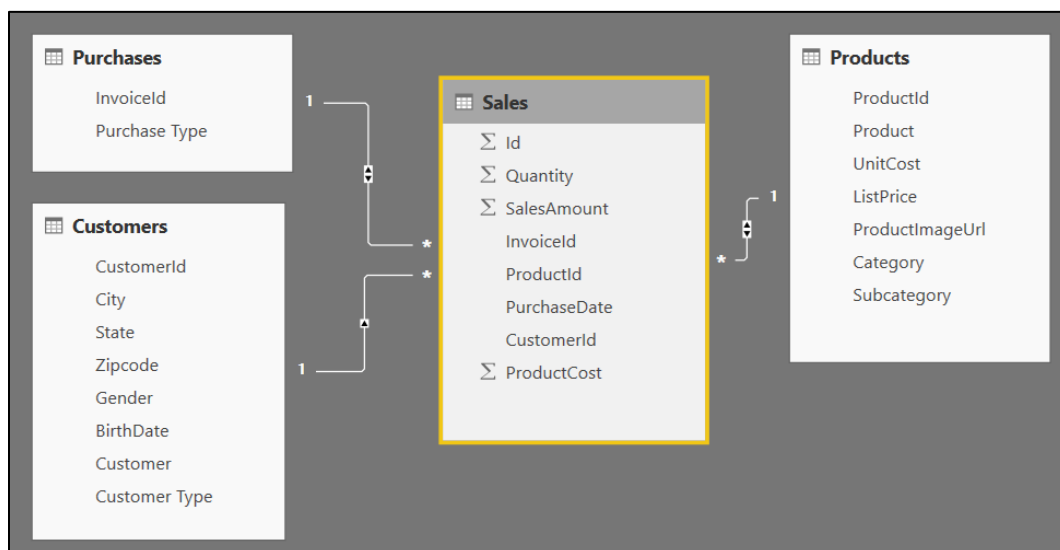 Purchases
InvoiceId
Purchase Type
1
*
Customers
CustomerId
City
State
Zipcode
Gender
BirthDate
Customer
Customer Type
1
*
Sales
Σ Id
Σ Quantity
Σ SalesAmount
InvoiceId
ProductId
PurchaseDate
CustomerId
Σ ProductCost
*
1
Products
ProductId
Product
UnitCost
ListPrice
ProductImageUrl
Category
Subcategory